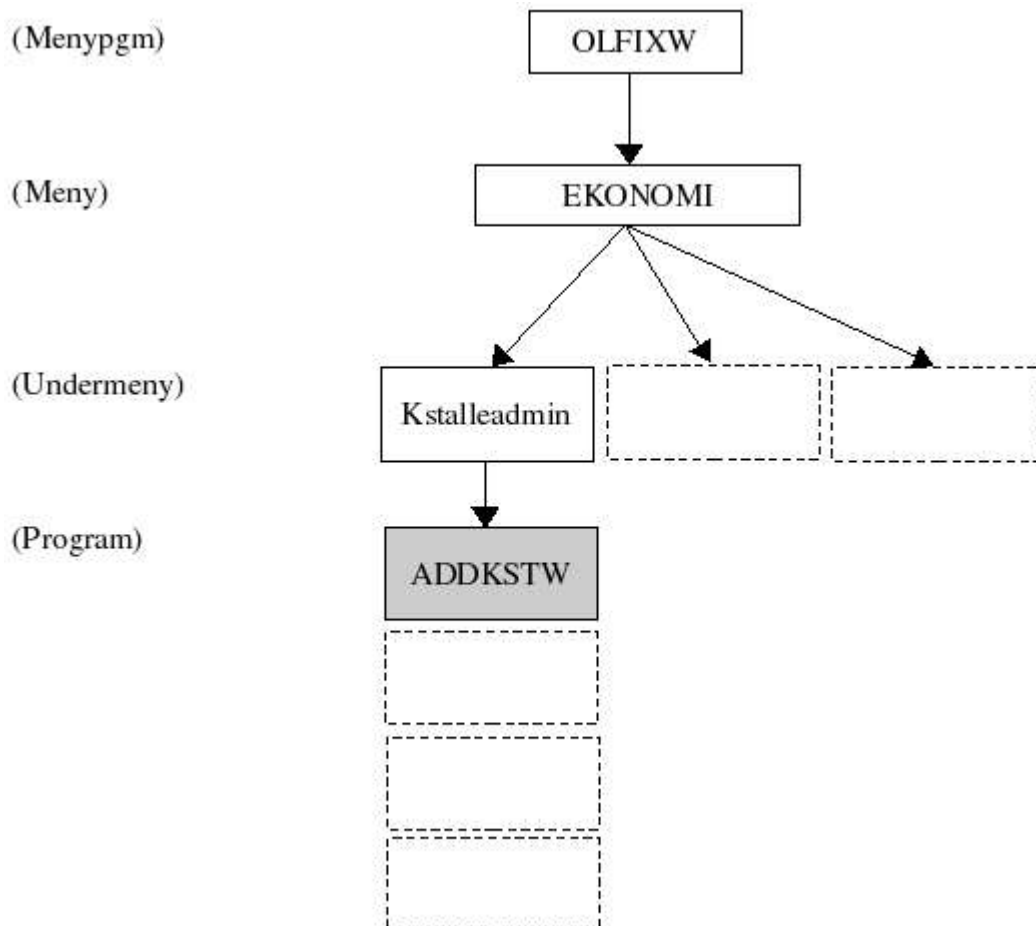 (Menypgm)
OLFIXW
(Meny)
EKONOMI
(Undermeny)
Kstalleadmin
(Program)
ADDKSTW